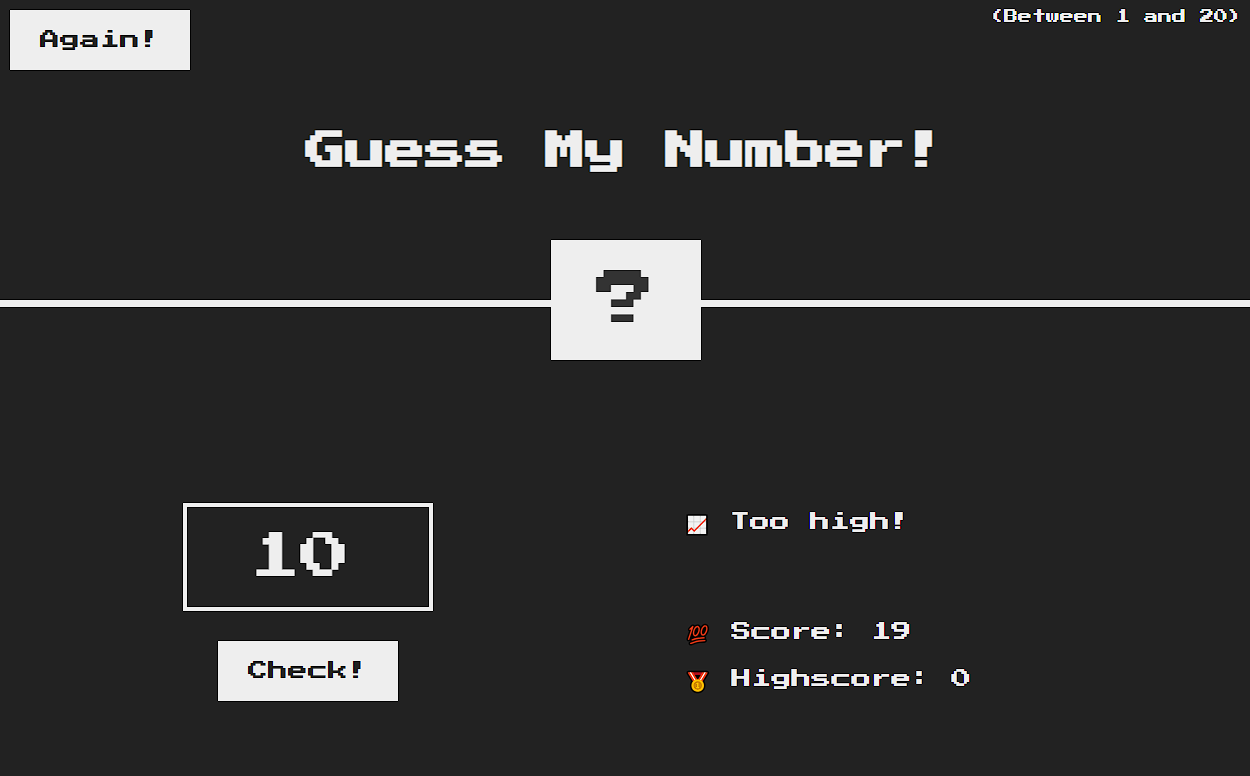 Again!
(Between 1 and 20)
Guess My Number!
?
10
Check!
📈 Too high!
💯 Score: 19
🥇 Highscore: 0